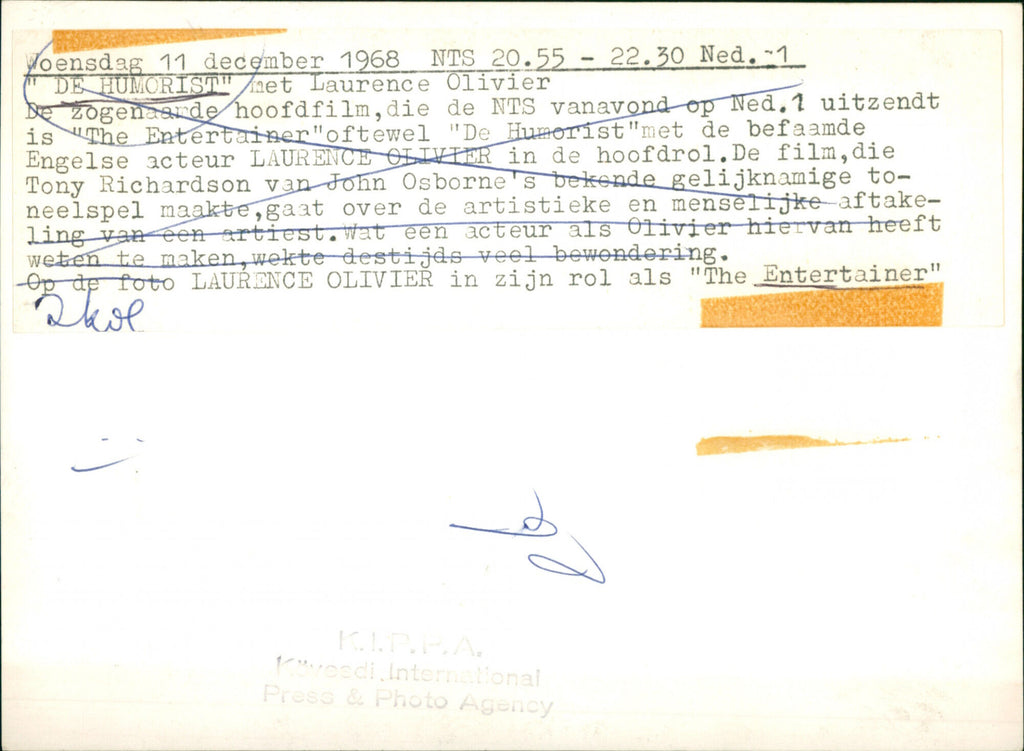 Woensdag 11 december 1968 NTS 20.55 - 22.30 Ned.-1
" DE HUMORIST" met Laurence Olivier
De zogenaarde hoofdfilm,die de NTS vanavond op Ned.1 uitzendt
is "The Entertainer"oftewel "De Humorist"met de befaamde
Engelse acteur LAURENCE OLIVIER in de hoofdrol.De film,die
Tony Richardson van John Osborne's bekende gelijknamige to-
neelspel maakte,gaat over de artistieke en menselijke aftake-
ling van een artiest.Wat een acteur als Olivier hiervan heeft
weten te maken,wekte destijds veel bewondering.
Op de foto LAURENCE OLIVIER in zijn rol als "The Entertainer"
2kol
K.I.P.P.A.
Kövesdi International
Press & Photo Agency